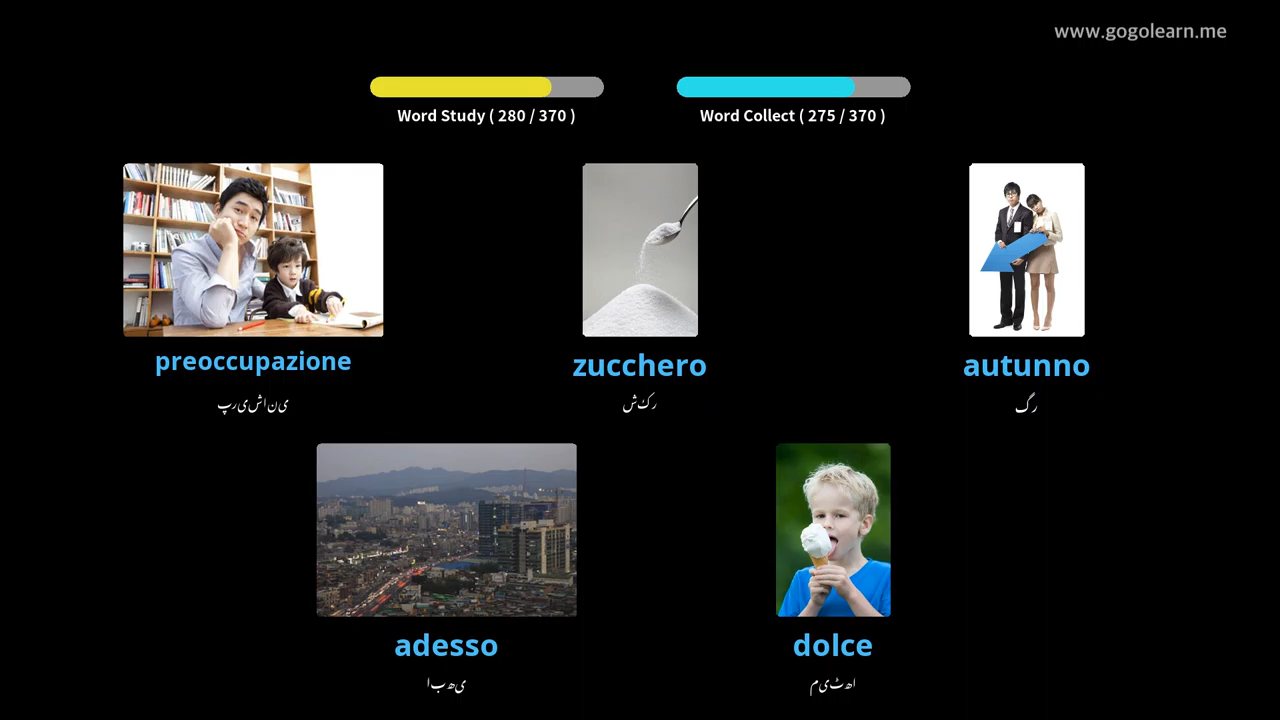 www.gogolearn.me
Word Study ( 280 / 370 )
Word Collect ( 275 / 370 )
preoccupazione
پریشانی
zucchero
شکر
autunno
گر
adesso
ابھی
dolce
میٹھا